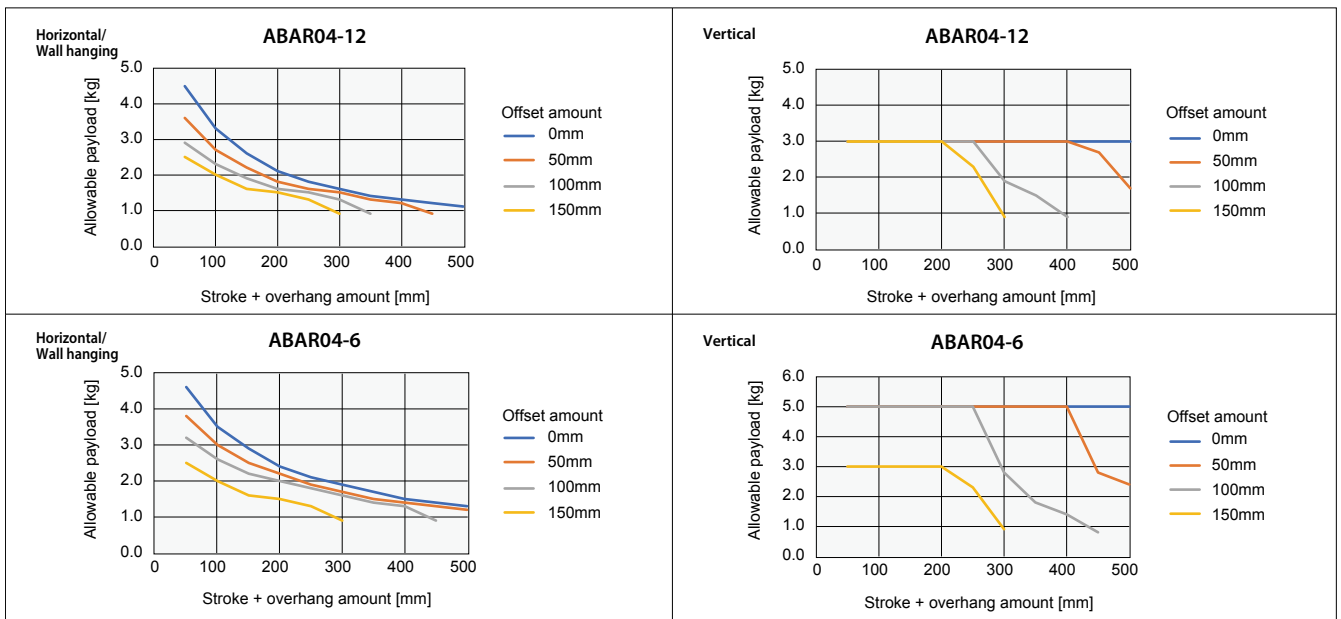 Horizontal/
Wall hanging
ABAR04-12
Allowable payload [kg]
5.0
4.0
3.0
2.0
1.0
0.0
0 100 200 300 400 500
Stroke + overhang amount [mm]
Offset amount
0mm
50mm
100mm
150mm
Vertical
ABAR04-12
Allowable payload [kg]
5.0
4.0
3.0
2.0
1.0
0.0
0 100 200 300 400 500
Stroke + overhang amount [mm]
Offset amount
0mm
50mm
100mm
150mm
Horizontal/
Wall hanging
ABAR04-6
Allowable payload [kg]
5.0
4.0
3.0
2.0
1.0
0.0
0 100 200 300 400 500
Stroke + overhang amount [mm]
Offset amount
0mm
50mm
100mm
150mm
Vertical
ABAR04-6
Allowable payload [kg]
6.0
5.0
4.0
3.0
2.0
1.0
0.0
0 100 200 300 400 500
Stroke + overhang amount [mm]
Offset amount
0mm
50mm
100mm
150mm